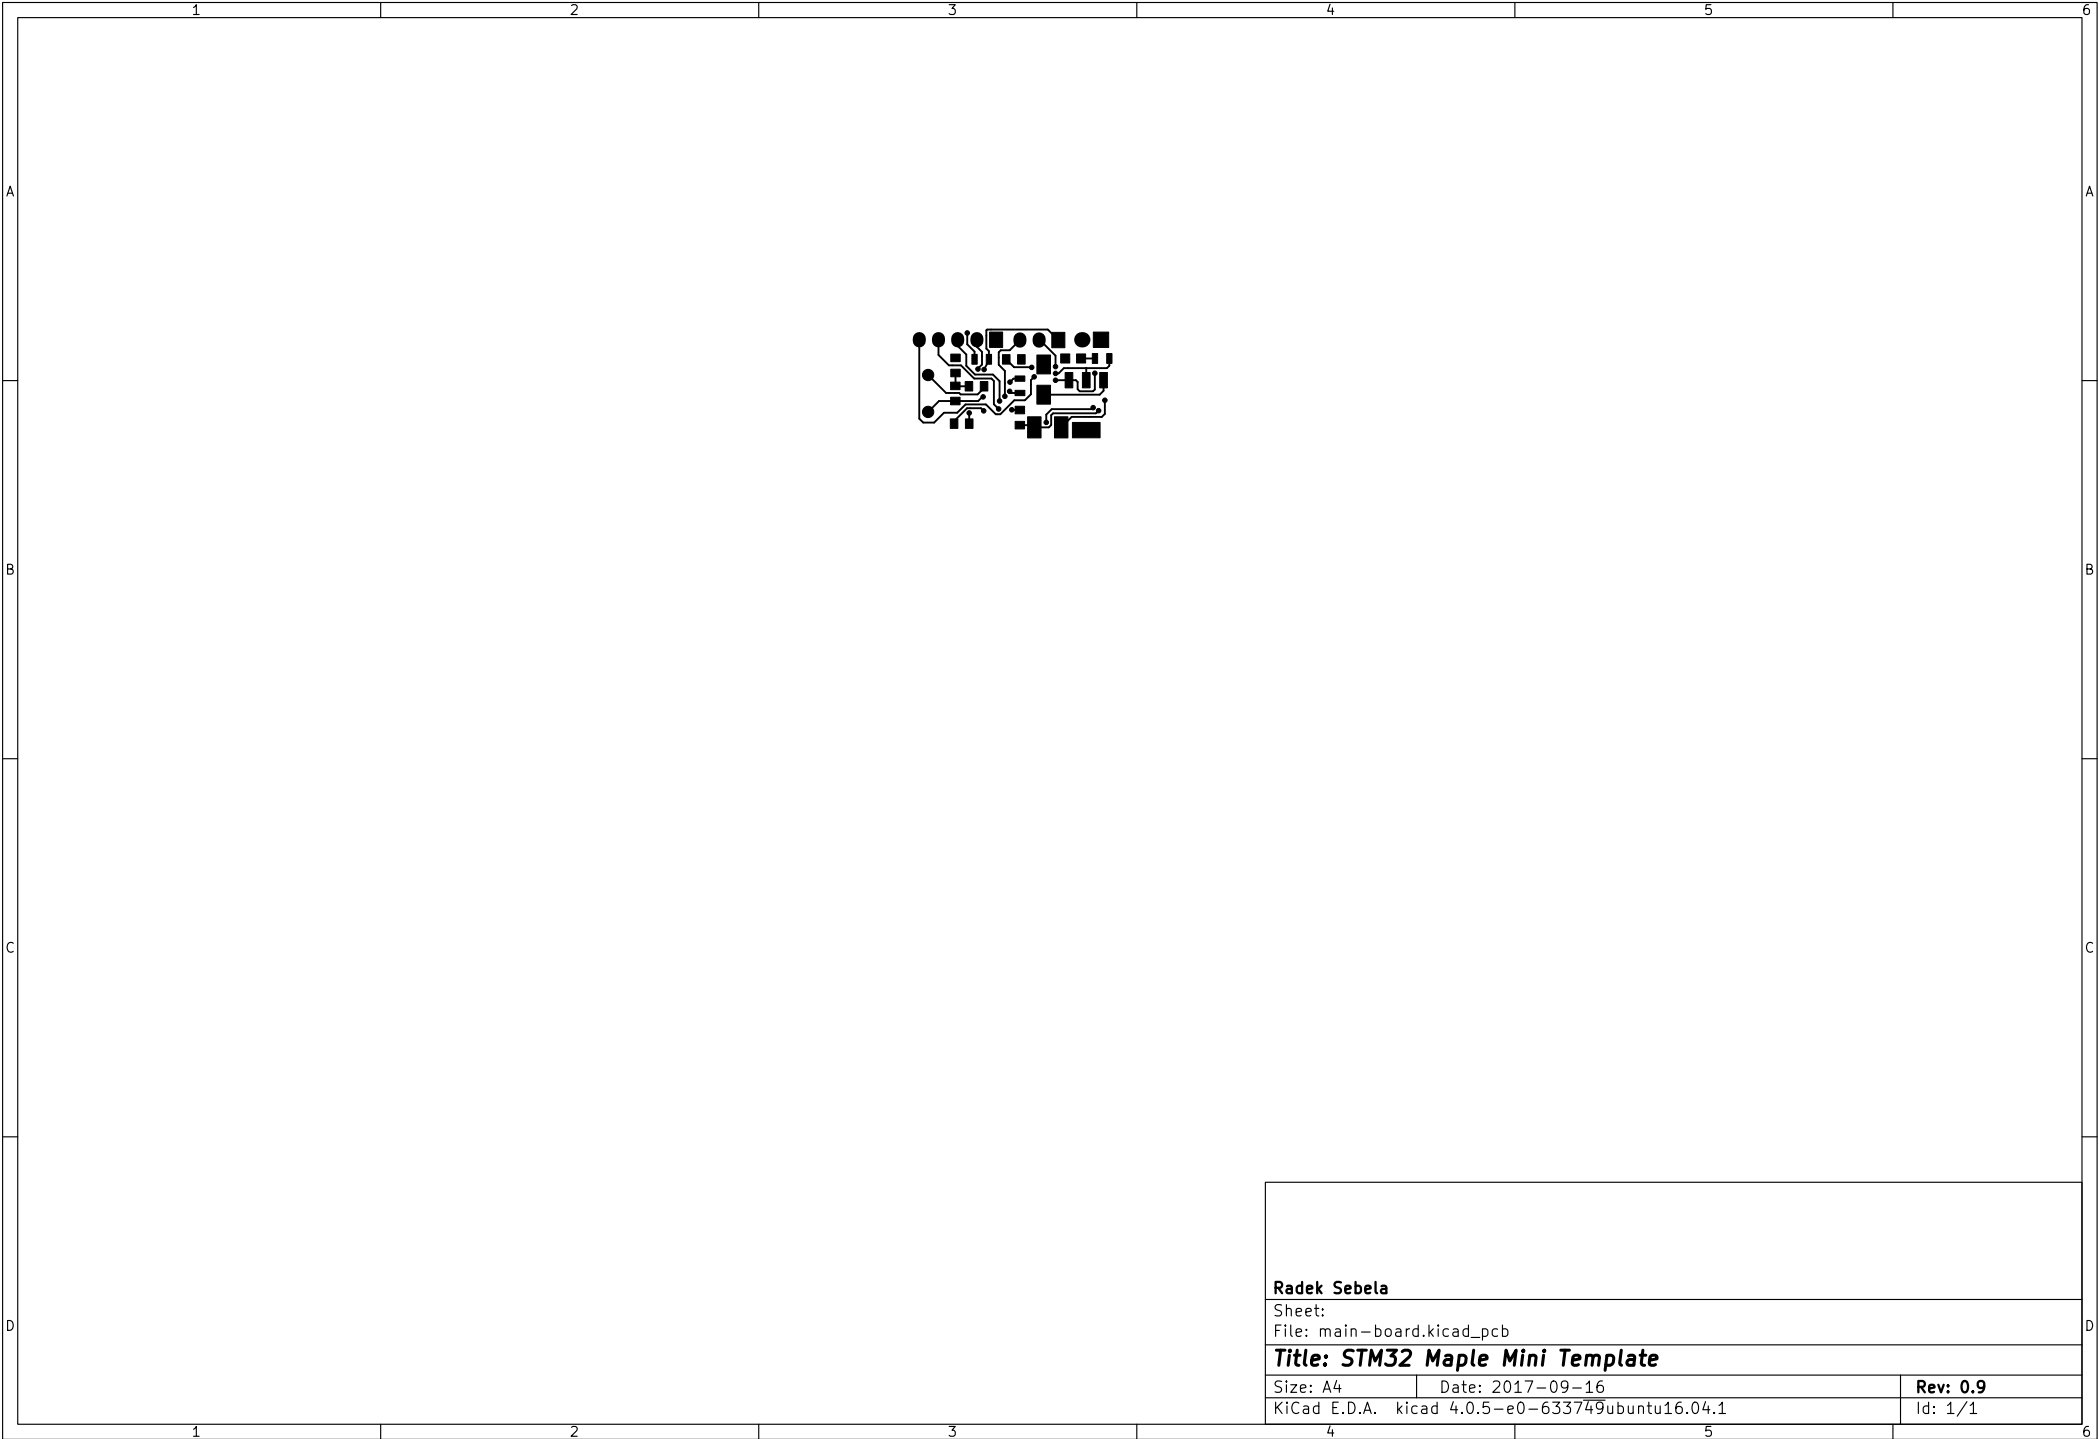 1 2 3 4 5 6
A A
B B
C C
Radek Sebela
Sheet:
File: main-board.kicad_pcb
D D
Title: STM32 Maple Mini Template
Size: A4 Date: 2017-09-16 Rev: 0.9
KiCad E.D.A. kicad 4.0.5-e0-633749ubuntu16.04.1 Id: 1/1
1 2 3 4 5 6